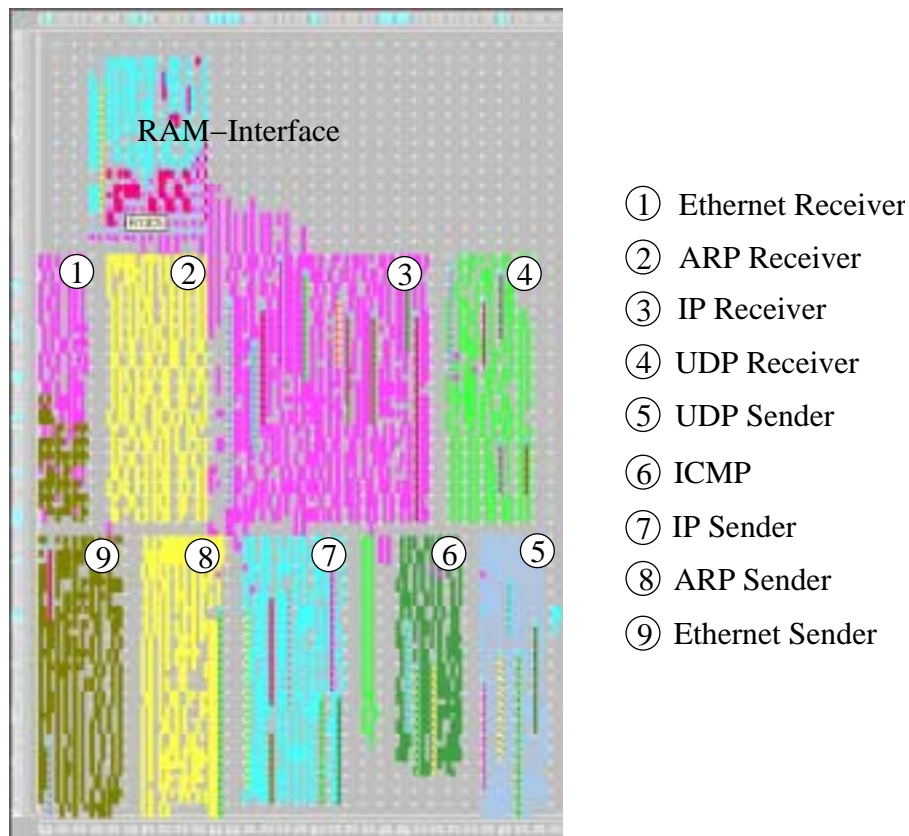 RAM−Interface
1
2
3
4
9
8
7
6
5
1 Ethernet Receiver
2 ARP Receiver
3 IP Receiver
4 UDP Receiver
5 UDP Sender
6 ICMP
7 IP Sender
8 ARP Sender
9 Ethernet Sender